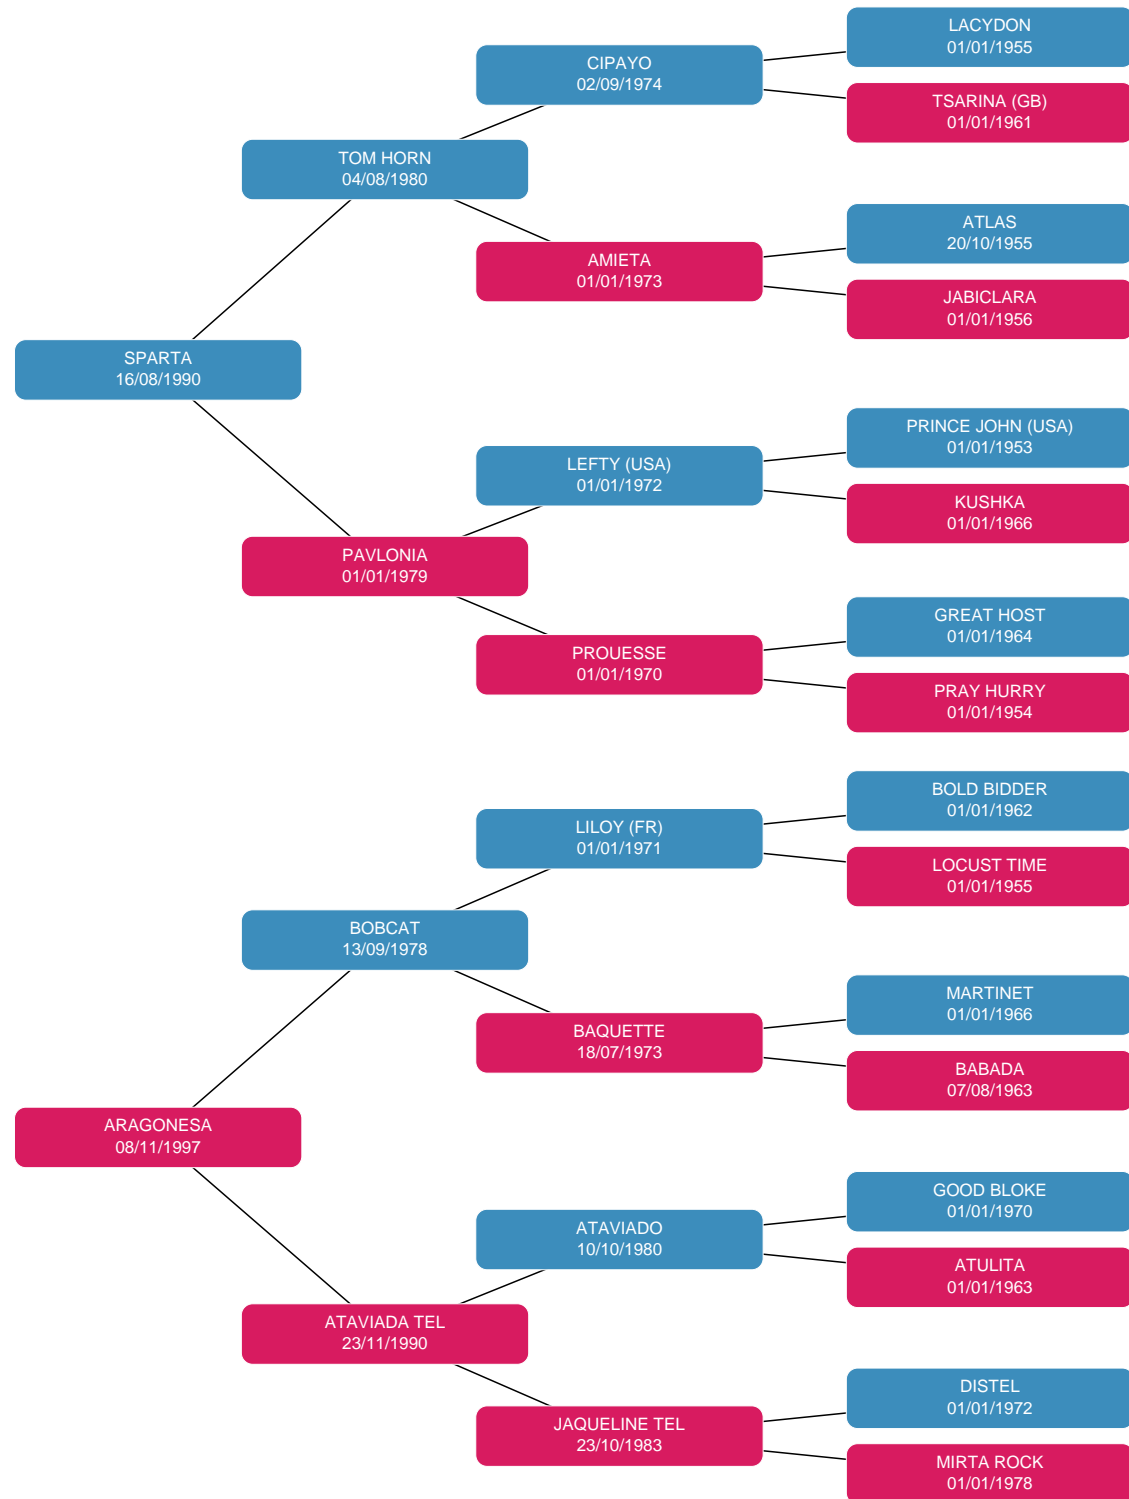 LACYDON
01/01/1955
CIPAYO
02/09/1974
TSARINA (GB)
01/01/1961
TOM HORN
04/08/1980
ATLAS
20/10/1955
AMIETA
01/01/1973
JABICLARA
01/01/1956
SPARTA
16/08/1990
PRINCE JOHN (USA)
01/01/1953
LEFTY (USA)
01/01/1972
KUSHKA
01/01/1966
PAVLONIA
01/01/1979
GREAT HOST
01/01/1964
PROUESSE
01/01/1970
PRAY HURRY
01/01/1954
BOLD BIDDER
01/01/1962
LILOY (FR)
01/01/1971
LOCUST TIME
01/01/1955
BOBCAT
13/09/1978
MARTINET
01/01/1966
BAQUETTE
18/07/1973
BABADA
07/08/1963
ARAGONESA
08/11/1997
GOOD BLOKE
01/01/1970
ATAVIADO
10/10/1980
ATULITA
01/01/1963
ATAVIADA TEL
23/11/1990
DISTEL
01/01/1972
JAQUELINE TEL
23/10/1983
MIRTA ROCK
01/01/1978